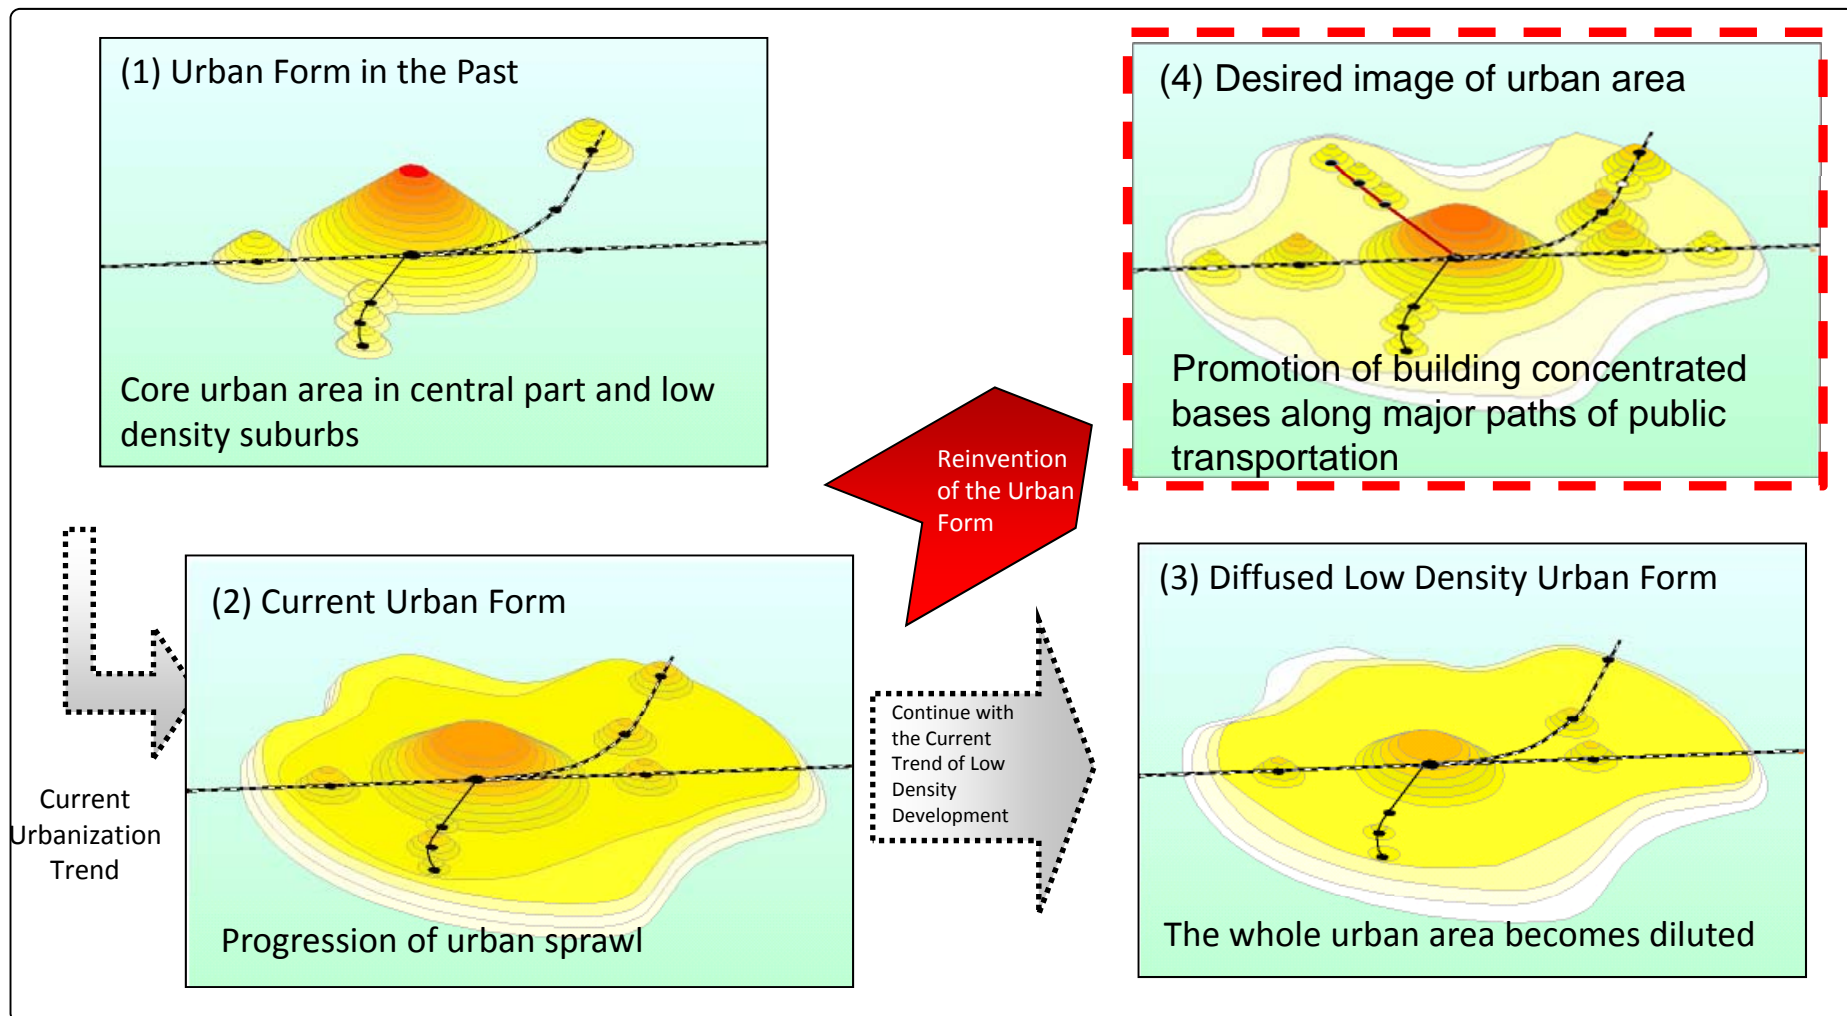 (1) Urban Form in the Past
Core urban area in central part and low
density suburbs
(4) Desired image of urban area
Promotion of building concentrated
bases along major paths of public
transportation
Reinvention
of the Urban
Form
Current
Urbanization
Trend
(2) Current Urban Form
Progression of urban sprawl
Continue with
the Current
Trend of Low
Density
Development
(3) Diffused Low Density Urban Form
The whole urban area becomes diluted